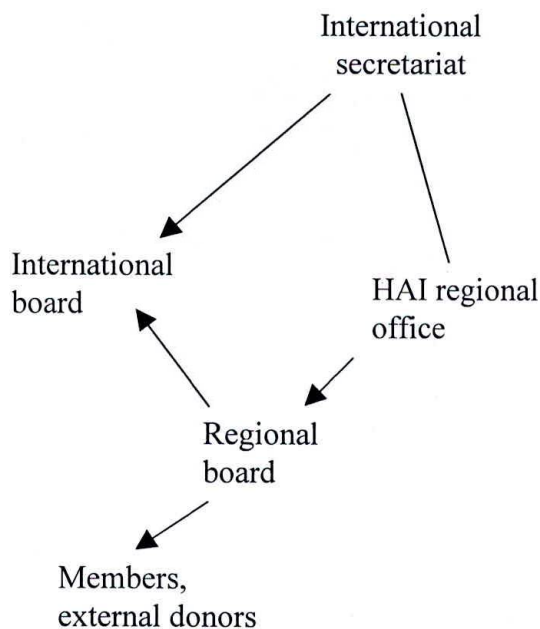 International
secretariat
International
board
HAI regional
office
Regional
board
Members,
external donors